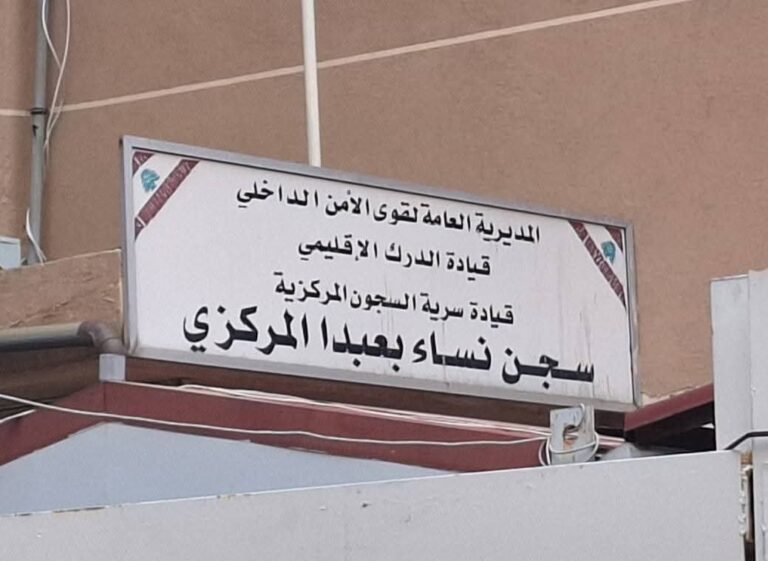 المديرية العامة لقوى الأمن الداخلي
قيادة الدرك الإقليمي
قيادة سرية السجون المركزية
سجن نساء بعبدا المركزي